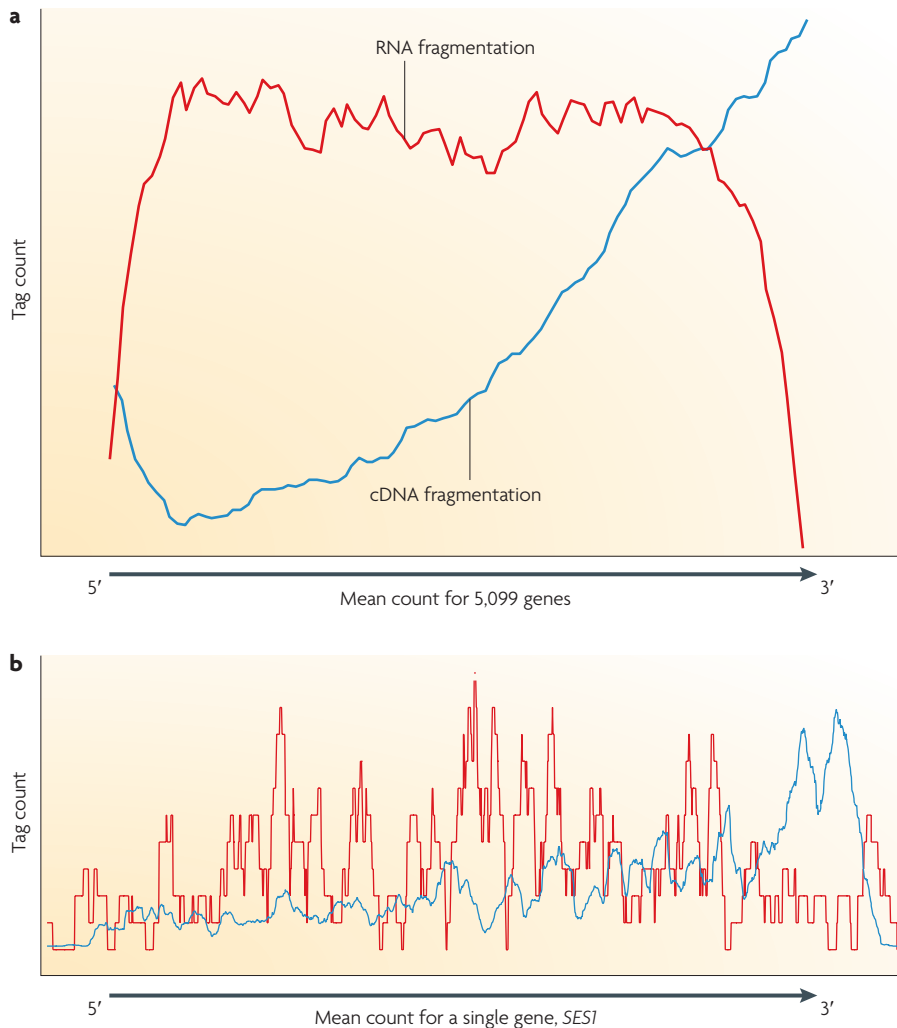 a
RNA fragmentation
Tag count
cDNA fragmentation
5′ 3′
Mean count for 5,099 genes
b
Tag count
5′ 3′
Mean count for a single gene, SES1